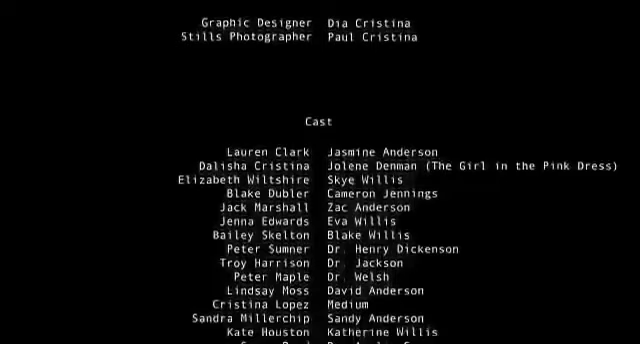 Graphic Designer Dia Cristina
Stills Photographer Paul Cristina
Cast
Lauren Clark Jasmine Anderson
Dalisha Cristina Jolene Denman (The Girl in the Pink Dress)
Elizabeth Wiltshire Skye Willis
Blake Dubler Cameron Jennings
Jack Marshall Zac Anderson
Jenna Edwards Eva Willis
Bailey Skelton Blake Willis
Peter Sumner Dr. Henry Dickenson
Troy Harrison Dr. Jackson
Peter Maple Dr. Welsh
Lindsay Moss David Anderson
Cristina Lopez Medium
Sandra Millerchip Sandy Anderson
Kate Houston Katherine Willis